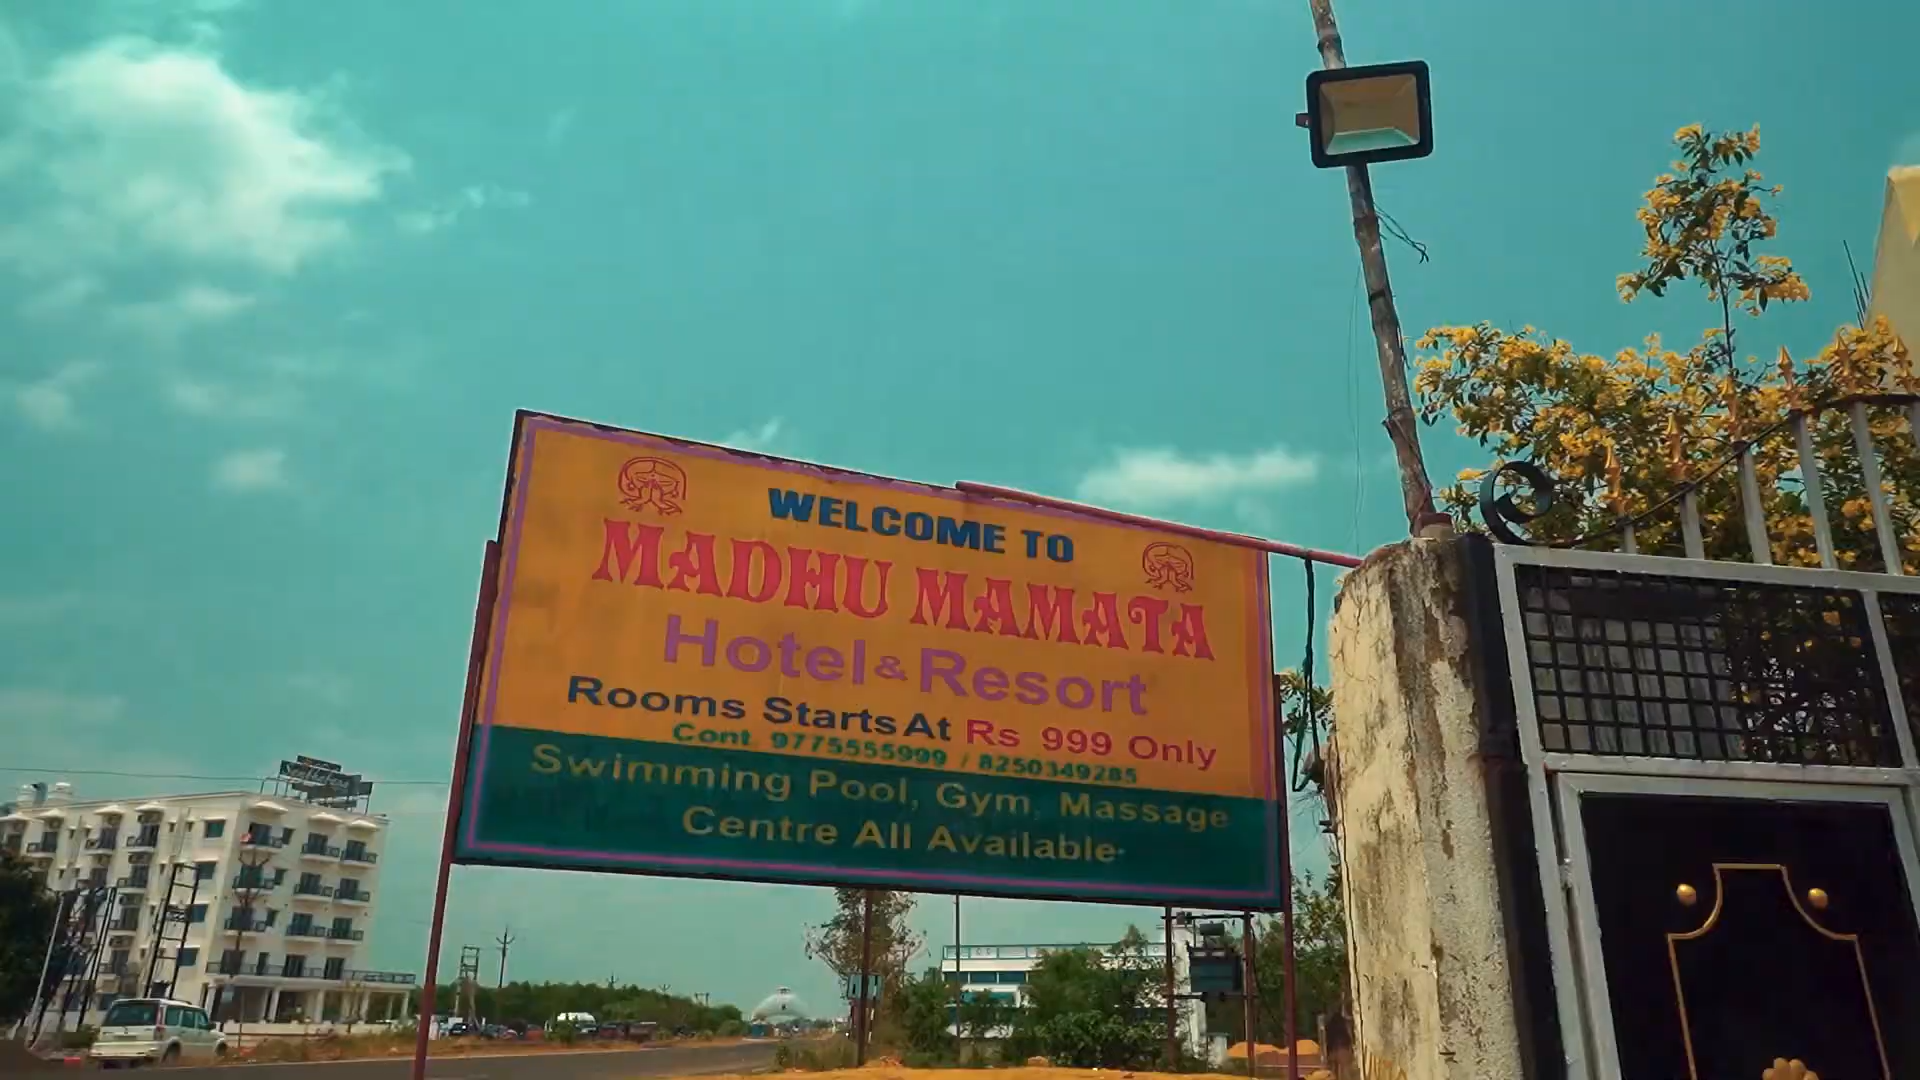 WELCOME TO
MADHU MAMATA
Hotel & Resort
Rooms Starts At Rs 999 Only
Cont. 9775555999 / 8250349285
Swimming Pool, Gym, Massage
Centre All Available